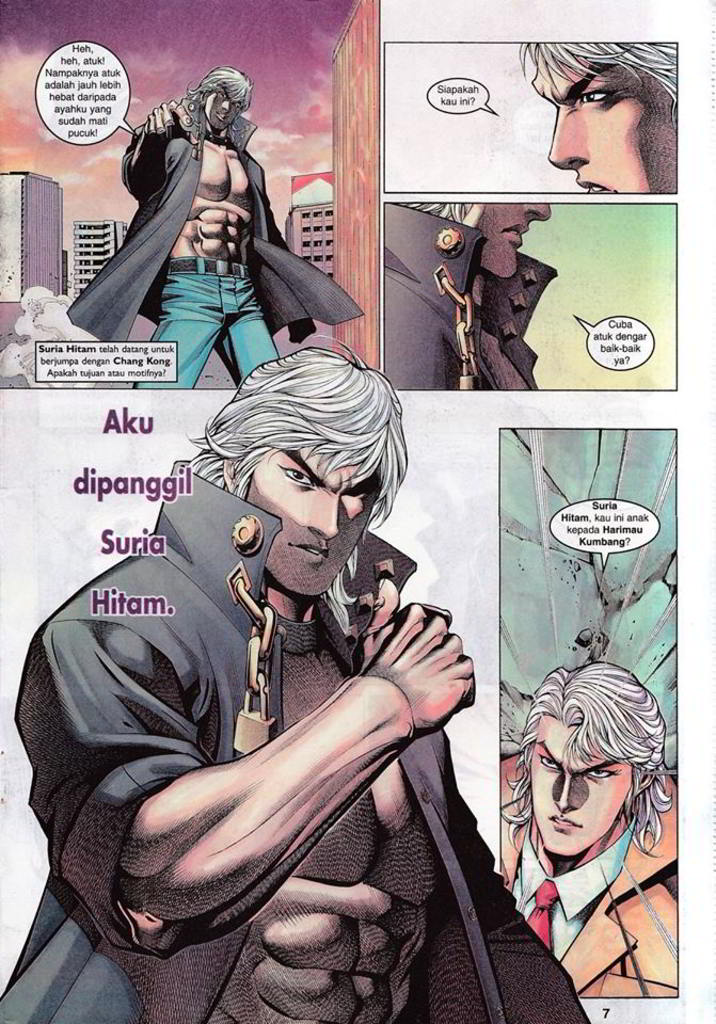 Heh,
heh, atuk!
Nampaknya atuk
adalah jauh lebih
hebat daripada
ayahku yang
sudah mati
pucuk!
Suria Hitam telah datang untuk
berjumpa dengan Chang Kong.
Apakah tujuan atau motifnya?
Siapakah
kau ini?
Cuba
atuk dengar
baik-baik
ya?
Aku
dipanggil
Suria
Hitam.
Suria
Hitam, kau ini anak
kepada Harimau
Kumbang?
7